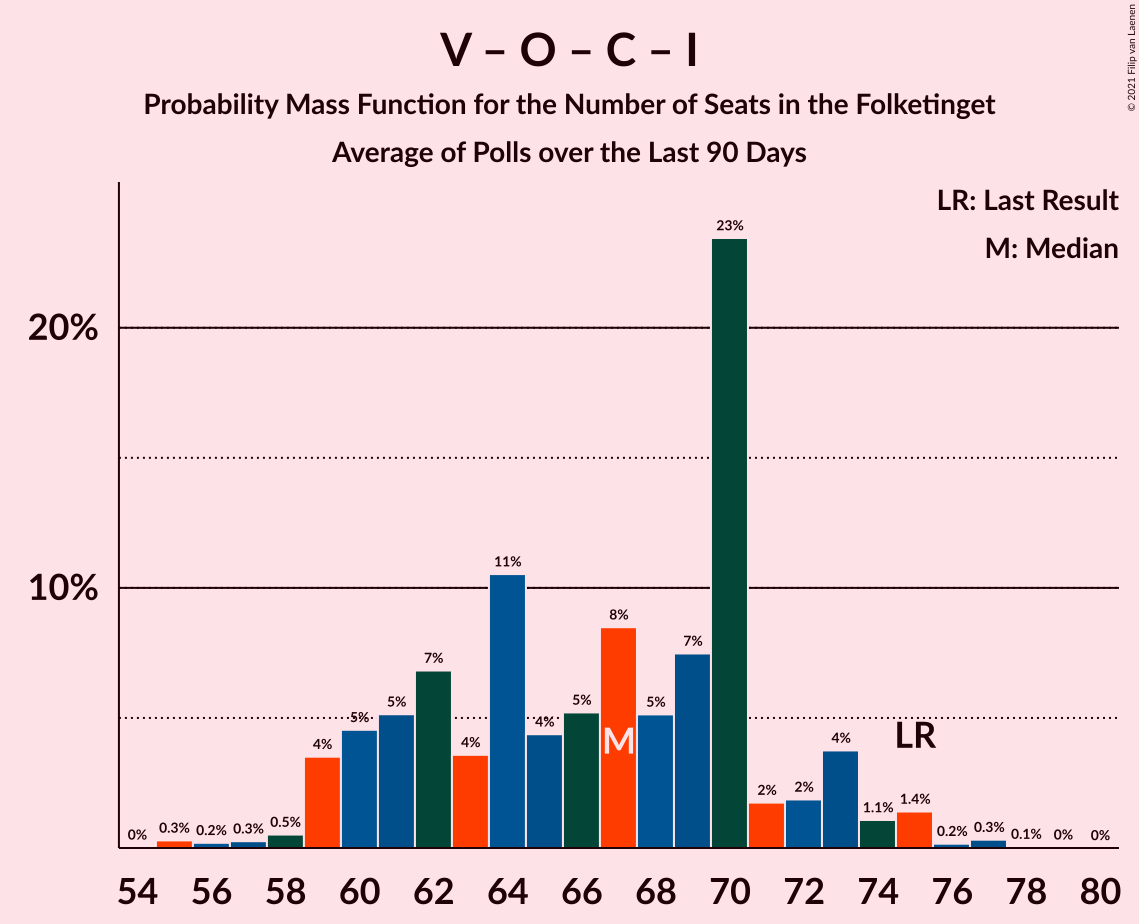 V – O – C – I
Probability Mass Function for the Number of Seats in the Folketinget
Average of Polls over the Last 90 Days
© 2021 Filip van Laenen
LR: Last Result
M: Median
20%
10%
0% 0.3% 0.2% 0.3% 0.5% 4% 5% 5% 7% 4% 11% 4% 5% 8% 5% 7% 23% 2% 2% 4% 1.1% 1.4% 0.2% 0.3% 0.1% 0% 0%
M
LR
54 56 58 60 62 64 66 68 70 72 74 76 78 80